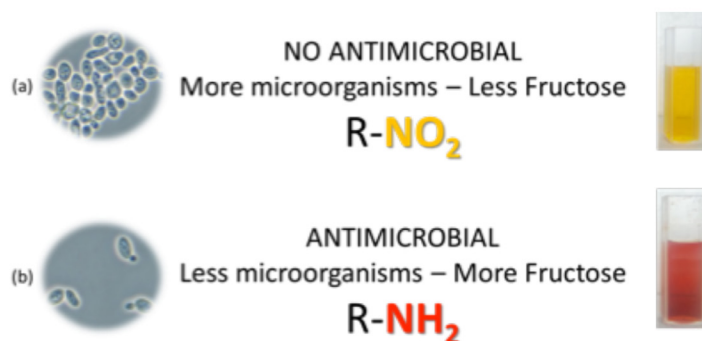 (a)
NO ANTIMICROBIAL
More microorganisms – Less Fructose
R-NO₂
(b)
ANTIMICROBIAL
Less microorganisms – More Fructose
R-NH₂